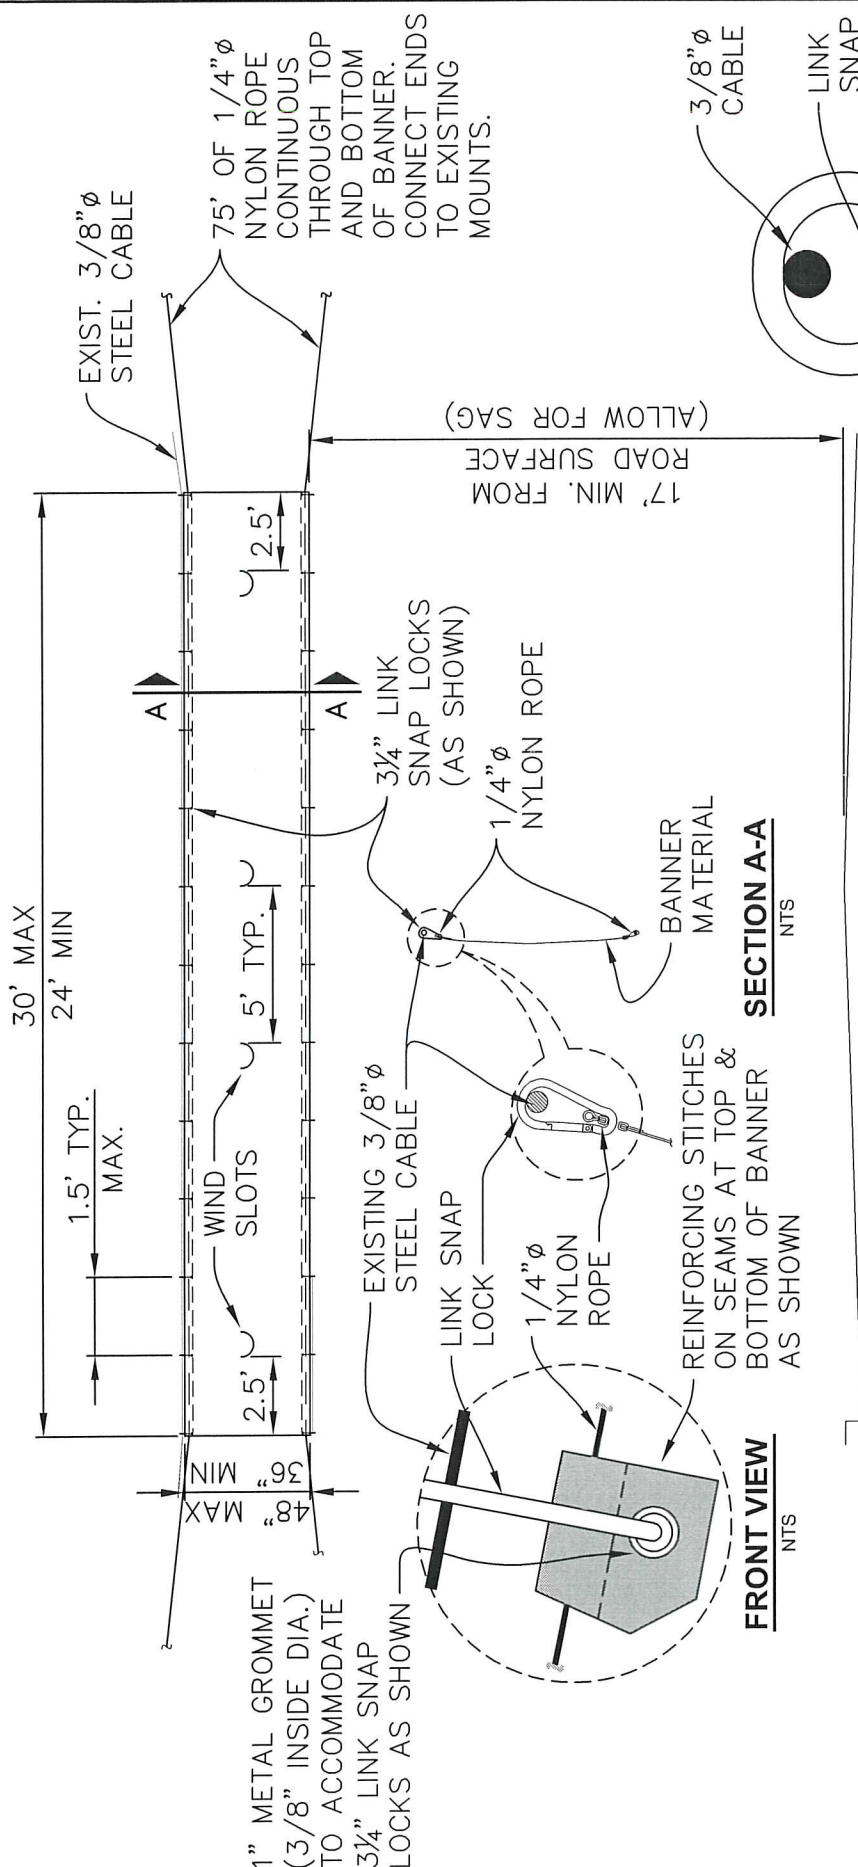 30' MAX
24' MIN
1.5' TYP.
MAX.
EXIST. 3/8"ø
STEEL CABLE
75' OF 1/4"ø
NYLON ROPE
CONTINUOUS
THROUGH TOP
AND BOTTOM
OF BANNER.
CONNECT ENDS
TO EXISTING
MOUNTS.
48" MAX
36" MIN
2.5'
WIND
SLOTS
5' TYP.
2.5'
A
A
17' MIN. FROM
ROAD SURFACE
(ALLOW FOR SAG)
1" METAL GROMMET
(3/8" INSIDE DIA.)
TO ACCOMMODATE
3¼" LINK SNAP
LOCKS AS SHOWN
EXISTING 3/8"ø
STEEL CABLE
LINK SNAP
LOCK
1/4"ø
NYLON
ROPE
REINFORCING STITCHES
ON SEAMS AT TOP &
BOTTOM OF BANNER
AS SHOWN
FRONT VIEW
NTS
3¼" LINK
SNAP LOCKS
(AS SHOWN)
1/4"ø
NYLON ROPE
BANNER
MATERIAL
SECTION A-A
NTS
3/8"ø
CABLE
LINK
SNAP